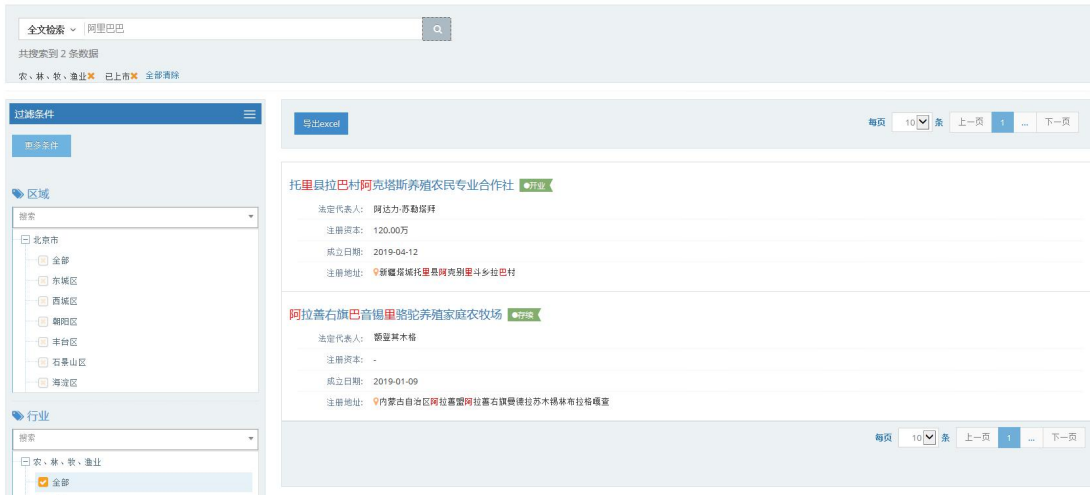 全文检索 阿里巴巴
共搜索到 2 条数据
农、林、牧、渔业 已上市 全部清除
过滤条件
更多条件
区域
搜索
北京市
全部
东城区
西城区
朝阳区
丰台区
石景山区
海淀区
行业
搜索
农、林、牧、渔业
全部
导出excel
每页 10 条 上一页 1 ... 下一页
托里县拉巴村阿克塔斯养殖农民专业合作社 开业
法定代表人: 阿达力·苏勒塔拜
注册资本: 120.00万
成立日期: 2019-04-12
注册地址: 新疆塔城托里县阿克别里斗乡拉巴村
阿拉善右旗巴音锡里骆驼养殖家庭农牧场 存续
法定代表人: 额登其木格
注册资本: -
成立日期: 2019-01-09
注册地址: 内蒙古自治区阿拉善盟阿拉善右旗曼德拉苏木锡林布拉格嘎查
每页 10 条 上一页 1 ... 下一页